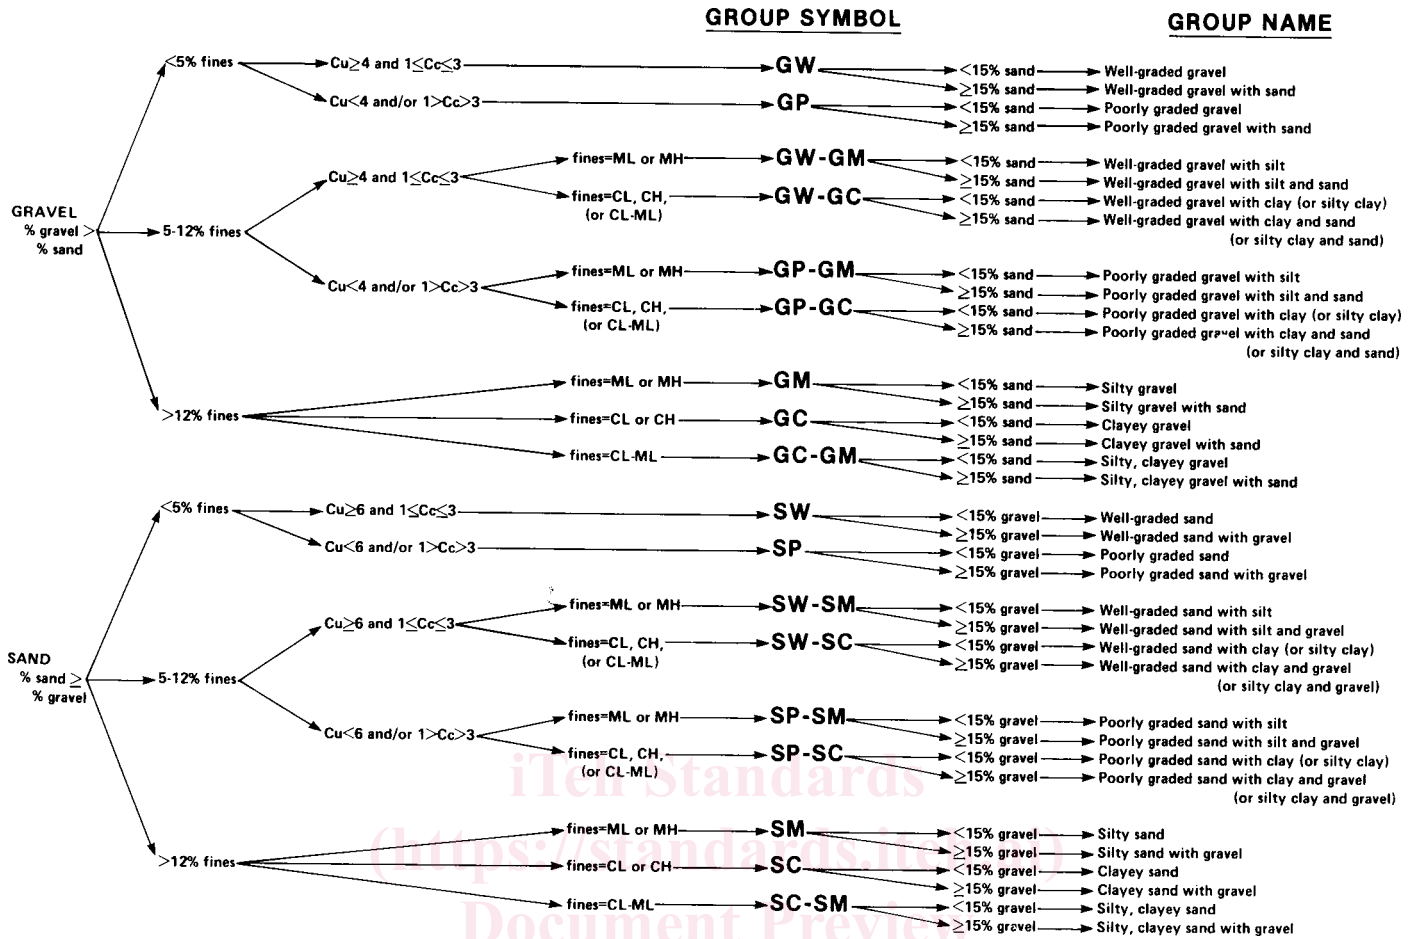 GROUP SYMBOL
GROUP NAME
<5% fines
Cu≥4 and 1≤Cc≤3
GW
<15% sand
Well-graded gravel
≥15% sand
Well-graded gravel with sand
Cu<4 and/or 1>Cc>3
GP
<15% sand
Poorly graded gravel
≥15% sand
Poorly graded gravel with sand
GRAVEL
% gravel >
% sand
5-12% fines
Cu≥4 and 1≤Cc≤3
fines=ML or MH
GW-GM
<15% sand
Well-graded gravel with silt
≥15% sand
Well-graded gravel with silt and sand
fines=CL, CH,
(or CL-ML)
GW-GC
<15% sand
Well-graded gravel with clay (or silty clay)
≥15% sand
Well-graded gravel with clay and sand
(or silty clay and sand)
Cu<4 and/or 1>Cc>3
fines=ML or MH
GP-GM
<15% sand
Poorly graded gravel with silt
≥15% sand
Poorly graded gravel with silt and sand
fines=CL, CH,
(or CL-ML)
GP-GC
<15% sand
Poorly graded gravel with clay (or silty clay)
≥15% sand
Poorly graded gravel with clay and sand
(or silty clay and sand)
>12% fines
fines=ML or MH
GM
<15% sand
Silty gravel
≥15% sand
Silty gravel with sand
fines=CL or CH
GC
<15% sand
Clayey gravel
≥15% sand
Clayey gravel with sand
fines=CL-ML
GC-GM
<15% sand
Silty, clayey gravel
≥15% sand
Silty, clayey gravel with sand
<5% fines
Cu≥6 and 1≤Cc≤3
SW
<15% gravel
Well-graded sand
≥15% gravel
Well-graded sand with gravel
Cu<6 and/or 1>Cc>3
SP
<15% gravel
Poorly graded sand
≥15% gravel
Poorly graded sand with gravel
SAND
% sand ≥
% gravel
5-12% fines
Cu≥6 and 1≤Cc≤3
fines=ML or MH
SW-SM
<15% gravel
Well-graded sand with silt
≥15% gravel
Well-graded sand with silt and gravel
fines=CL, CH,
(or CL-ML)
SW-SC
<15% gravel
Well-graded sand with clay (or silty clay)
≥15% gravel
Well-graded sand with clay and gravel
(or silty clay and gravel)
Cu<6 and/or 1>Cc>3
fines=ML or MH
SP-SM
<15% gravel
Poorly graded sand with silt
≥15% gravel
Poorly graded sand with silt and gravel
fines=CL, CH,
(or CL-ML)
SP-SC
<15% gravel
Poorly graded sand with clay (or silty clay)
≥15% gravel
Poorly graded sand with clay and gravel
(or silty clay and gravel)
>12% fines
fines=ML or MH
SM
<15% gravel
Silty sand
≥15% gravel
Silty sand with gravel
fines=CL or CH
SC
<15% gravel
Clayey sand
≥15% gravel
Clayey sand with gravel
fines=CL-ML
SC-SM
<15% gravel
Silty, clayey sand
≥15% gravel
Silty, clayey sand with gravel
iTeh Standards
Document Preview